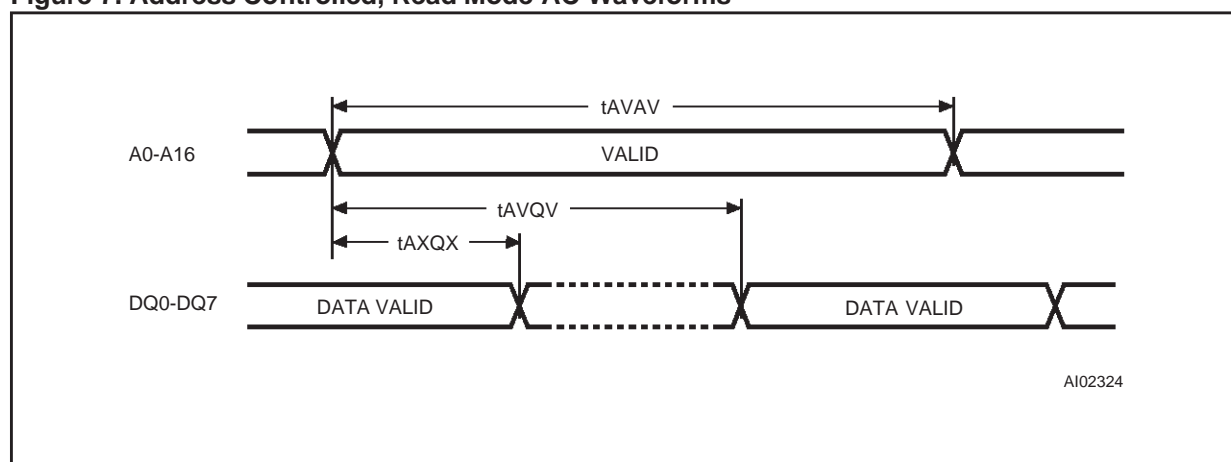 Figure 7. Address Controlled, Read Mode AC Waveforms
tAVAV
A0-A16
VALID
tAVQV
tAXQX
DQ0-DQ7
DATA VALID
DATA VALID
AI02324